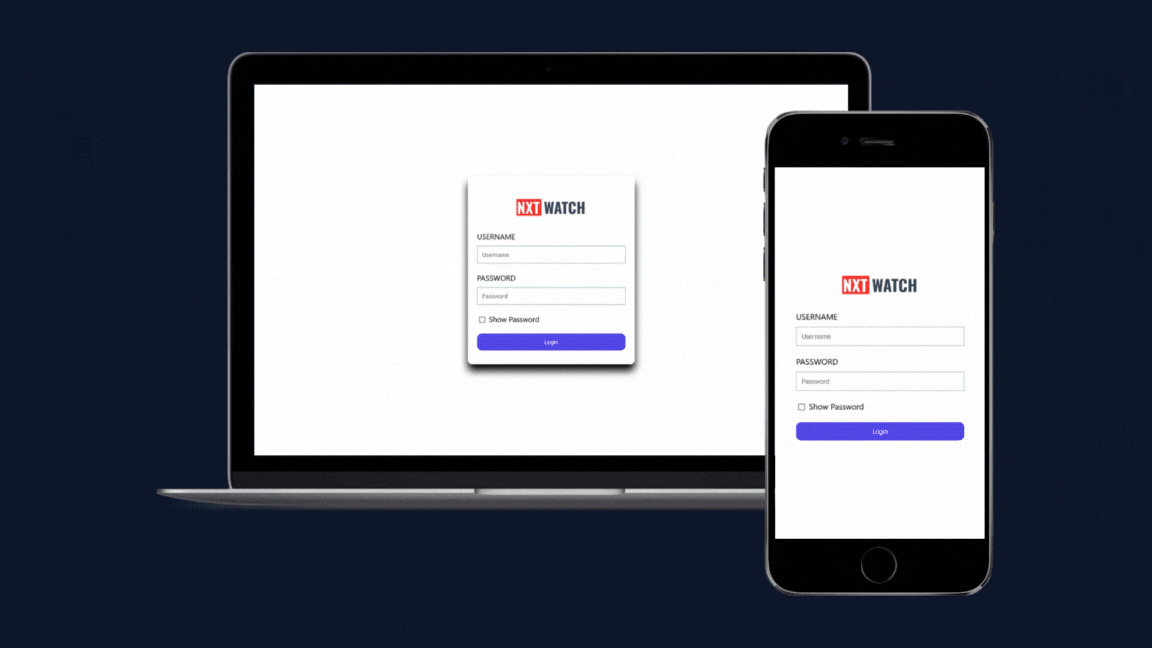 NXT WATCH
USERNAME
Username
PASSWORD
Password
Show Password
Login
NXT WATCH
USERNAME
Username
PASSWORD
Password
Show Password
Login